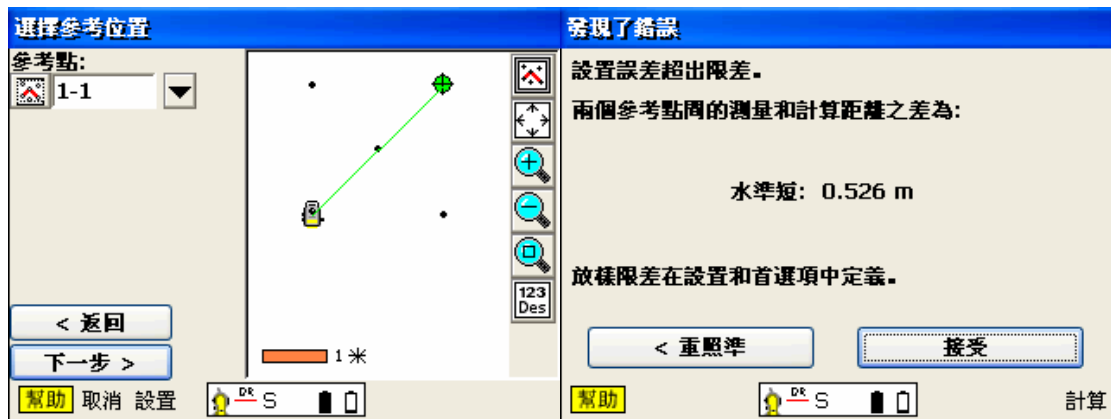 選擇參考位置
參考點:
1-1
123
Des
< 返回
下一步 >
1 米
幫助 取消 設置
DR S
發現了錯誤
設置誤差超出限差。
兩個參考點間的測量和計算距離之差為:
水準短: 0.526 m
放樣限差在設置和首選項中定義。
< 重照準
接受
幫助
DR S
計算